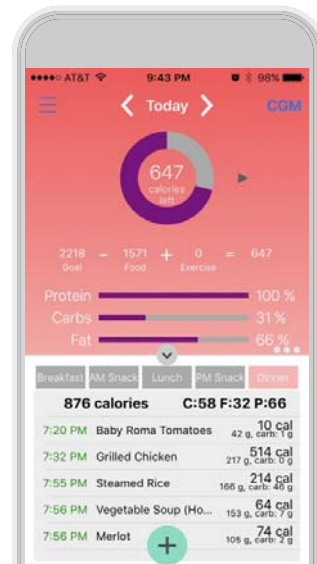 AT&T 9:43 PM 98%
Today CGM
647
calories
left
2218 - 1571 + 0 = 647
Goal Food Exercise
Protein 100 %
Carbs 31 %
Fat 66 %
Breakfast AM Snack Lunch PM Snack Dinner
876 calories C:58 F:32 P:66
7:20 PM Baby Roma Tomatoes 10 cal
42 g, carb: 1 g
7:32 PM Grilled Chicken 514 cal
217 g, carb: 0 g
7:55 PM Steamed Rice 214 cal
166 g, carb: 46 g
7:56 PM Vegetable Soup (Ho... 64 cal
153 g, carb: 7 g
7:56 PM Merlot 74 cal
105 g, carb: 2 g
+